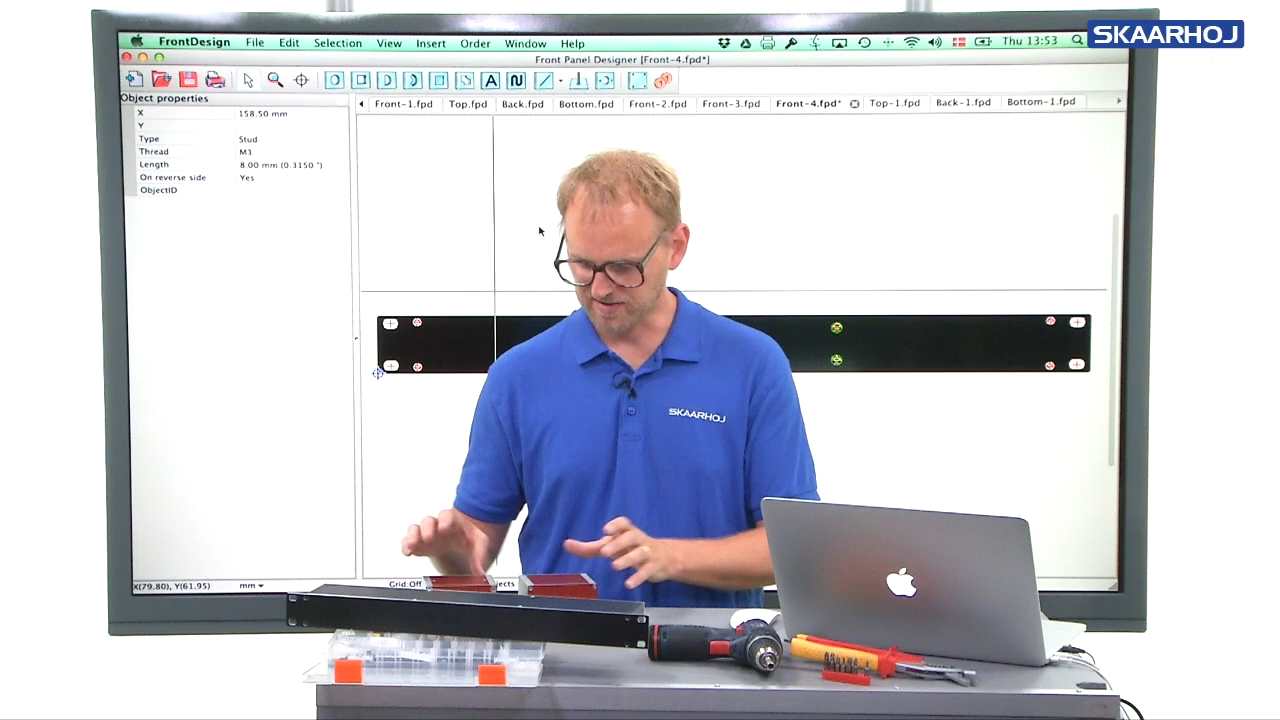 SKAARHOJ
FrontDesign File Edit Selection View Insert Order Window Help Thu 13:53
Front Panel Designer [Front-4.fpd*]
Object properties
Front-1.fpd Top.fpd Back.fpd Bottom.fpd Front-2.fpd Front-3.fpd Front-4.fpd* Top-1.fpd Back-1.fpd Bottom-1.fpd
X 158.50 mm
Y
Type Stud
Thread M3
Length 8.00 mm (0.3150 ")
On reverse side Yes
ObjectID
SKAARHOJ
X(79.80), Y(61.95) mm Grid:Off jects